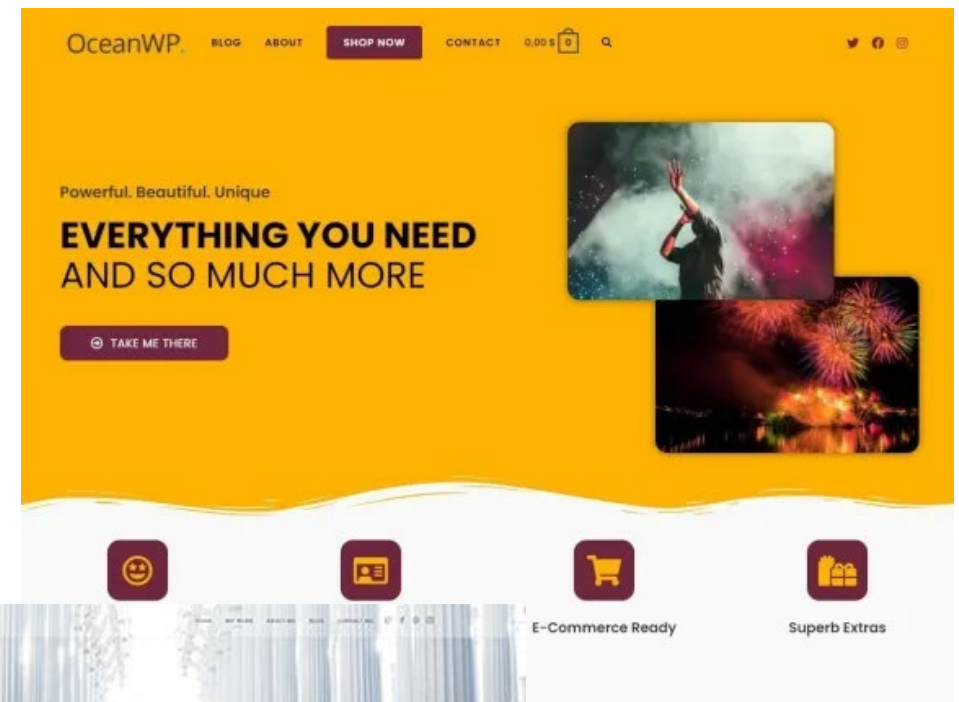 OceanWP. BLOG ABOUT SHOP NOW CONTACT 0,00 $ 0
Powerful. Beautiful. Unique
EVERYTHING YOU NEED
AND SO MUCH MORE
TAKE ME THERE
E-Commerce Ready
Superb Extras